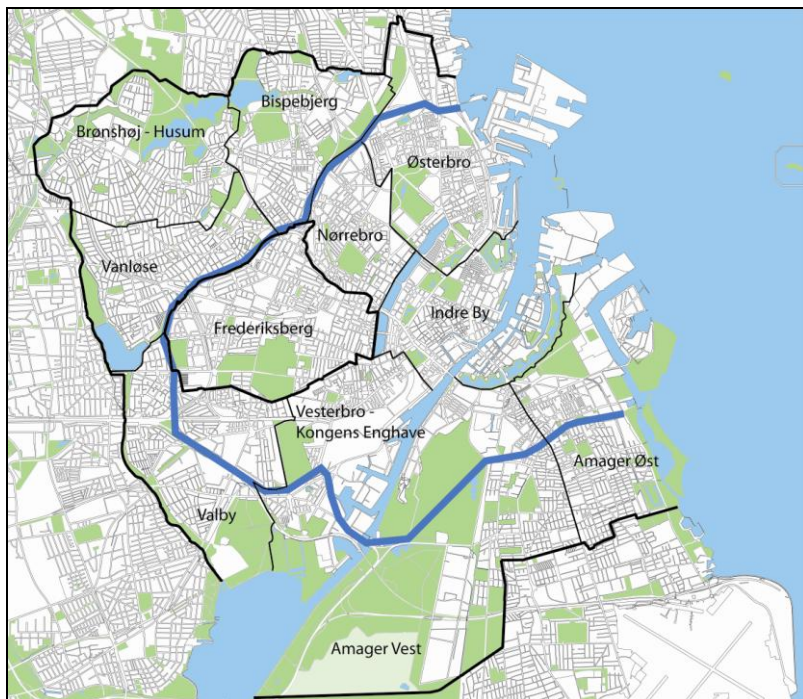 Bispebjerg
Brønshøj - Husum
Østerbro
Nørrebro
Vanløse
Indre By
Frederiksberg
Vesterbro -
Kongens Enghave
Amager Øst
Valby
Amager Vest